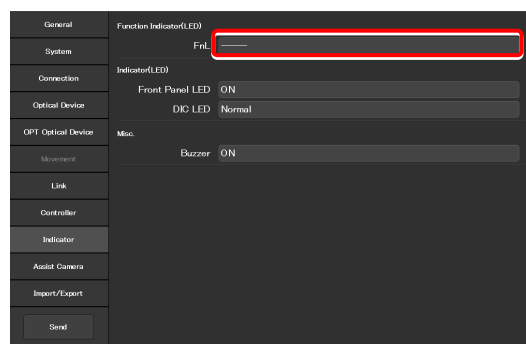 General
System
Connection
Optical Device
OPT Optical Device
Movement
Link
Controller
Indicator
Assist Camera
Import/Export
Send
Function Indicator(LED)
FnL ―――
Indicator(LED)
Front Panel LED ON
DIC LED Normal
Misc.
Buzzer ON